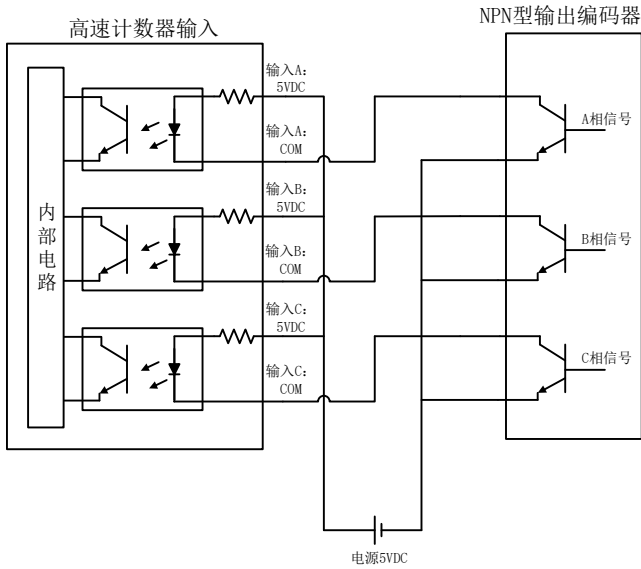 高速计数器输入
NPN型输出编码器
输入A:
5VDC
输入A:
COM
A相信号
输入B:
5VDC
输入B:
COM
B相信号
内部电路
输入C:
5VDC
输入C:
COM
C相信号
电源5VDC